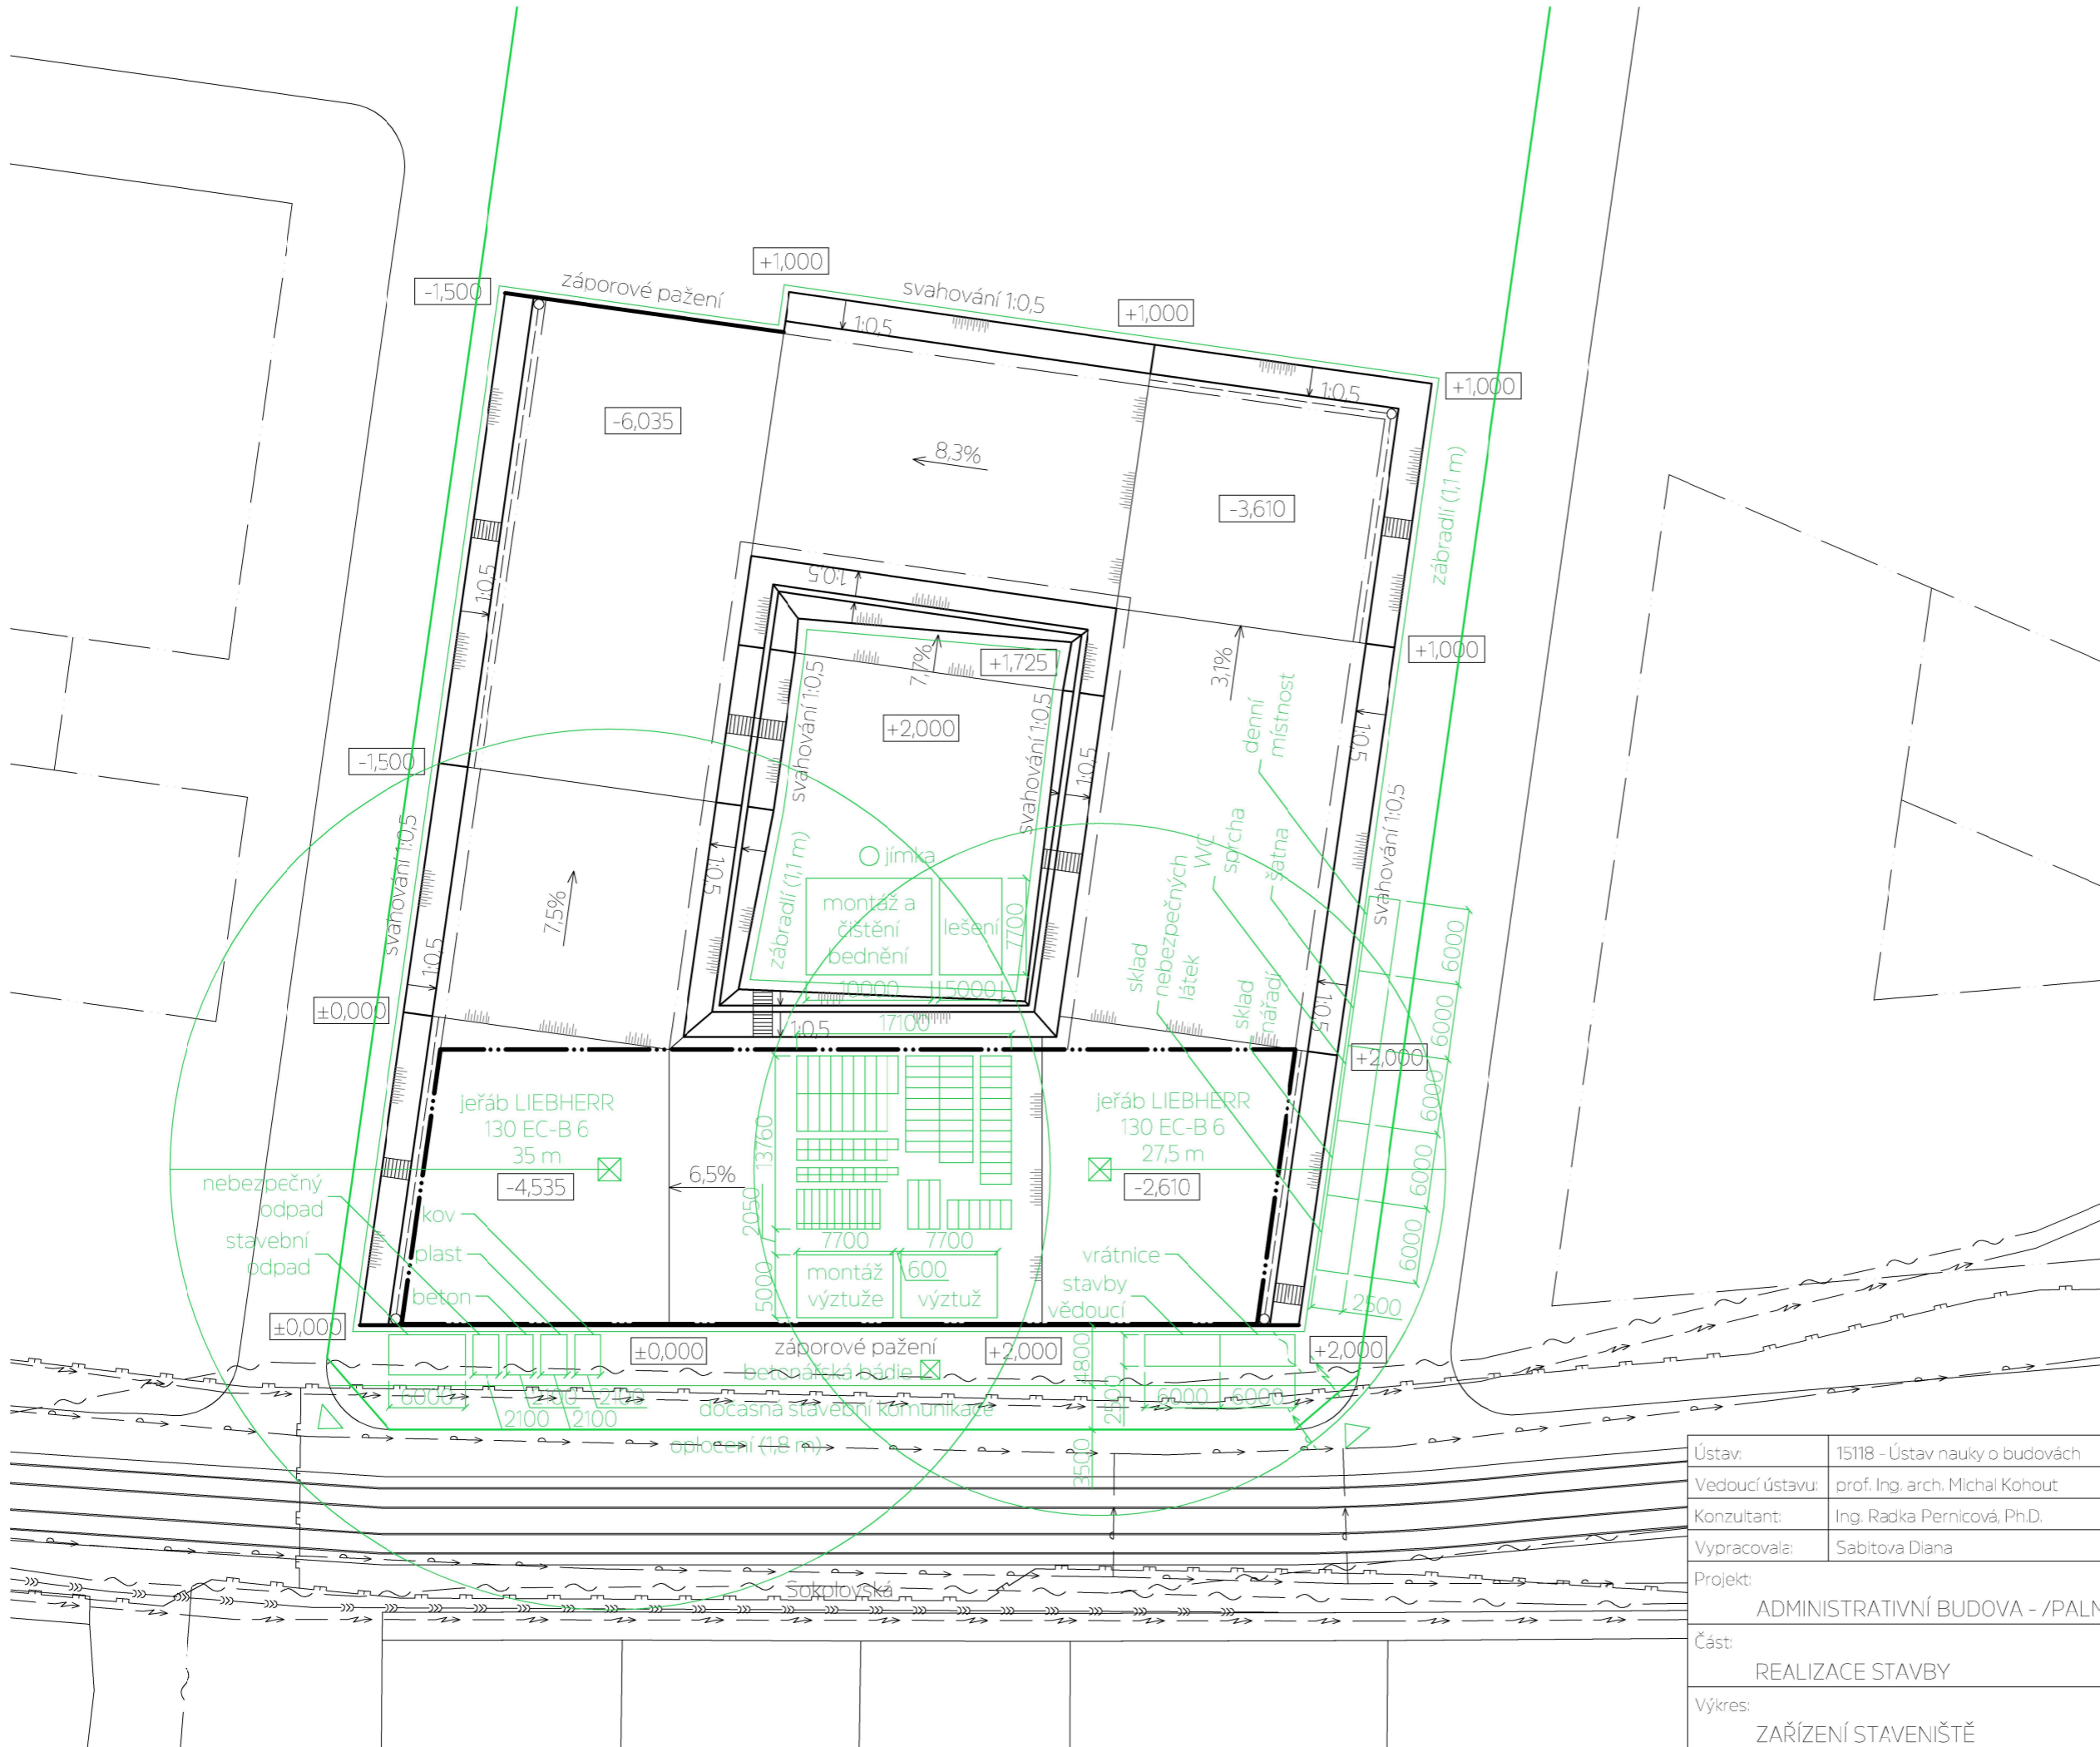 +1,000
záporové pažení
-1,500
svahování 1:0,5
+1,000
1:0,5
+1,000
1:0,5
-6,035
8,3%
-3,610
zábradlí (1,1 m)
1:0,5
1:0,5
+1,725
7,7%
3,1%
+1,000
svahování 1:0,5
+2,000
svahování 1:0,5
denní
místnost
1:0,5
-1,500
1:0,5
svahování 1:0,5
svahování 1:0,5
zábradlí (1,1 m)
jímka
1:0,5
WC
sprcha
šatna
7,5%
montáž a
čištění
bednění
lešení
7700
sklad
nebezpečných
látek
sklad
nářadí
6000
6000
6000
6000
6000
2500
1:0,5
10000
5000
1:0,5
±0,000
1:0,5
17100
+2,000
jeřáb LIEBHERR
130 EC-B 6
35 m
-4,535
6,5%
13760
2050
5000
jeřáb LIEBHERR
130 EC-B 6
27,5 m
-2,610
nebezpečný
odpad
stavební
odpad
kov
plast
beton
7700
7700
600
montáž
výztuže
výztuž
vrátnice
stavby
vědoucí
±0,000
±0,000
záporové pažení
betonářská bádie
+2,000
+2,000
4800
6000
2100
2100
2100
2100
dočasná stavební komunikace
2500
6000
6000
oplocení (1,8 m)
3500
Sokolovská
Ústav:
15118 - Ústav nauky o budovách
Vedoucí ústavu:
prof. Ing. arch. Michal Kohout
Konzultant:
Ing. Radka Pernicová, Ph.D.
Vypracovala:
Sabitova Diana
Projekt:
ADMINISTRATIVNÍ BUDOVA - /PALM
Část:
REALIZACE STAVBY
Výkres:
ZAŘÍZENÍ STAVENIŠTĚ